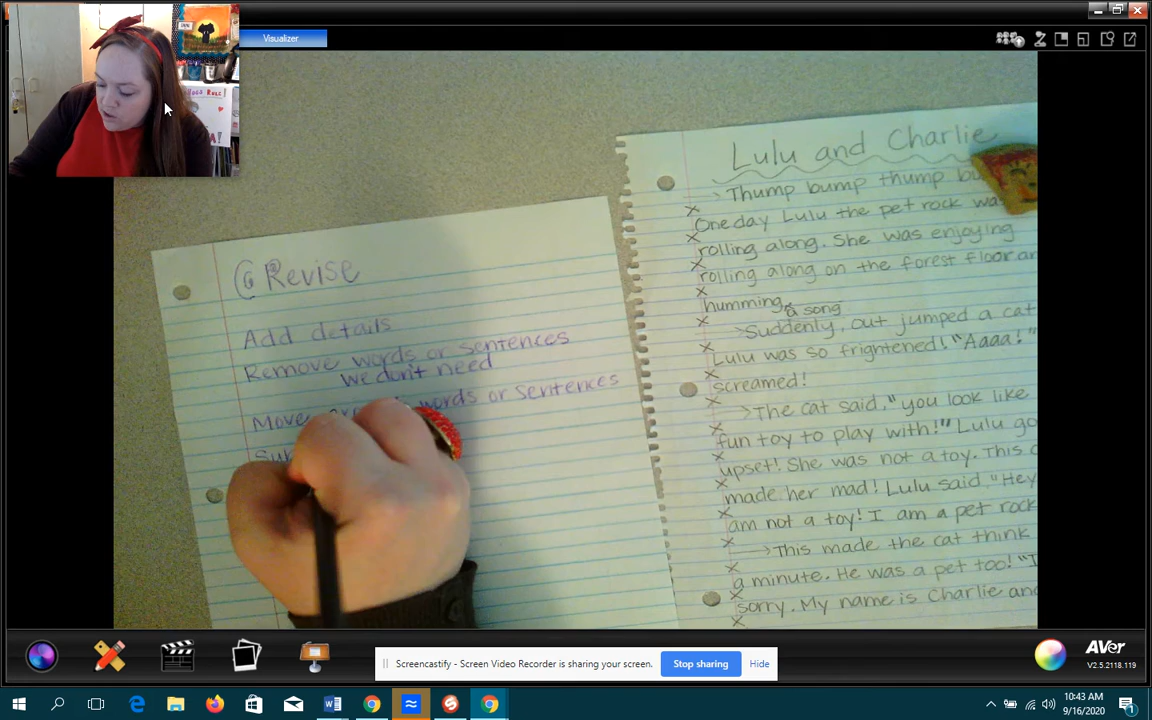 Visualizer
Revise
Add details
Remove words or sentences
we don't need
Move words or sentences
Lulu and Charlie
Thump bump thump
One day Lulu the pet rock
rolling along. She was enjoying
rolling along on the forest floor
humming
a song
Suddenly, out jumped a cat
Lulu was so frightened! "Aaaa!"
screamed!
The cat said, "you look like
fun toy to play with!" Lulu
upset! She was not a toy. This
made her mad! Lulu said, "Hey
am not a toy! I am a pet rock
This made the cat think
a minute. He was a pet too! "I
sorry. My name is Charlie and
Screencastify - Screen Video Recorder is sharing your screen.
Stop sharing
Hide
AVer
V2.5.2118.119
10:43 AM
9/16/2020